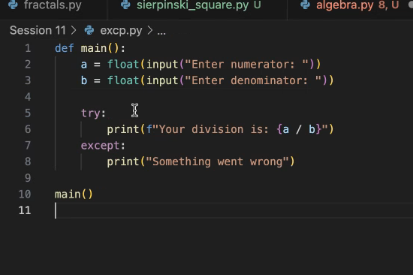 fractals.py sierpinski_square.py U algebra.py 8, U
Session 11 > excp.py > ...
1 def main():
2     a = float(input("Enter numerator: "))
3     b = float(input("Enter denominator: "))
4
5     try:
6         print(f"Your division is: {a / b}")
7     except:
8         print("Something went wrong")
9
10 main()
11